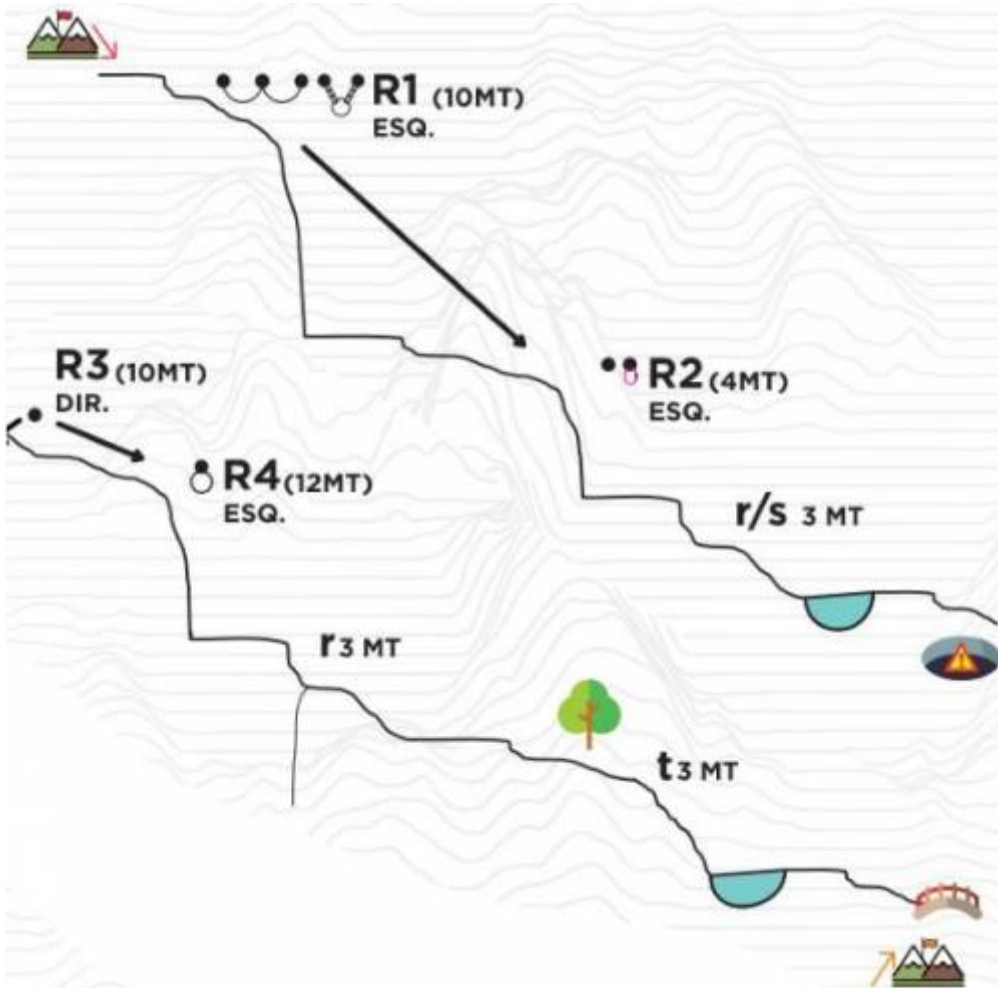 R1 (10MT)
ESQ.
R2 (4MT)
ESQ.
r/s 3 MT
R3 (10MT)
DIR.
R4 (12MT)
ESQ.
r 3 MT
t 3 MT